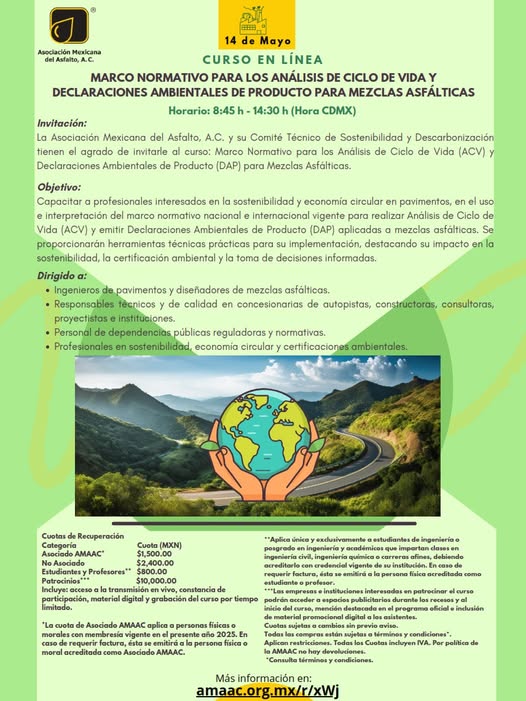 Asociación Mexicana
del Asfalto, A.C.
14 de Mayo
CURSO EN LÍNEA
MARCO NORMATIVO PARA LOS ANÁLISIS DE CICLO DE VIDA Y
DECLARACIONES AMBIENTALES DE PRODUCTO PARA MEZCLAS ASFÁLTICAS
Horario: 8:45 h - 14:30 h (Hora CDMX)
Invitación:
La Asociación Mexicana del Asfalto, A.C. y su Comité Técnico de Sostenibilidad y Descarbonización
tienen el agrado de invitarle al curso: Marco Normativo para los Análisis de Ciclo de Vida (ACV) y
Declaraciones Ambientales de Producto (DAP) para Mezclas Asfálticas.
Objetivo:
Capacitar a profesionales interesados en la sostenibilidad y economía circular en pavimentos, en el uso
e interpretación del marco normativo nacional e internacional vigente para realizar Análisis de Ciclo de
Vida (ACV) y emitir Declaraciones Ambientales de Producto (DAP) aplicadas a mezclas asfálticas. Se
proporcionarán herramientas técnicas prácticas para su implementación, destacando su impacto en la
sostenibilidad, la certificación ambiental y la toma de decisiones informadas.
Dirigido a:
• Ingenieros de pavimentos y diseñadores de mezclas asfálticas.
• Responsables técnicos y de calidad en concesionarias de autopistas, constructoras, consultoras,
proyectistas e instituciones.
• Personal de dependencias públicas reguladoras y normativas.
• Profesionales en sostenibilidad, economía circular y certificaciones ambientales.
Cuotas de Recuperación
Categoría Cuota (MXN)
Asociado AMAAC* $1,500.00
No Asociado $2,400.00
Estudiantes y Profesores** $800.00
Patrocinios*** $10,000.00
Incluye: acceso a la transmisión en vivo, constancia de
participación, material digital y grabación del curso por tiempo
limitado.
*La cuota de Asociado AMAAC aplica a personas físicas o
morales con membresía vigente en el presente año 2025. En
caso de requerir factura, ésta se emitirá a la persona física o
moral acreditada como Asociado AMAAC.
**Aplica única y exclusivamente a estudiantes de ingeniería o
posgrado en ingeniería y académicos que impartan clases en
ingeniería civil, ingeniería química o carreras afines, debiendo
acreditarlo con credencial vigente de su institución. En caso de
requerir factura, ésta se emitirá a la persona física acreditada como
estudiante o profesor.
***Las empresas e instituciones interesadas en patrocinar el curso
podrán acceder a espacios publicitarios durante los recesos y al
inicio del curso, mención destacada en el programa oficial e inclusión
de material promocional digital a los asistentes.
Cuotas sujetas a cambios sin previo aviso.
Todas las cuotas están sujetas a términos y condiciones*.
Aplican restricciones. Todas las Cuotas incluyen IVA. Por política de
la AMAAC no hay devoluciones.
*Consulta términos y condiciones.
Más información en:
amaac.org.mx/r/xWj